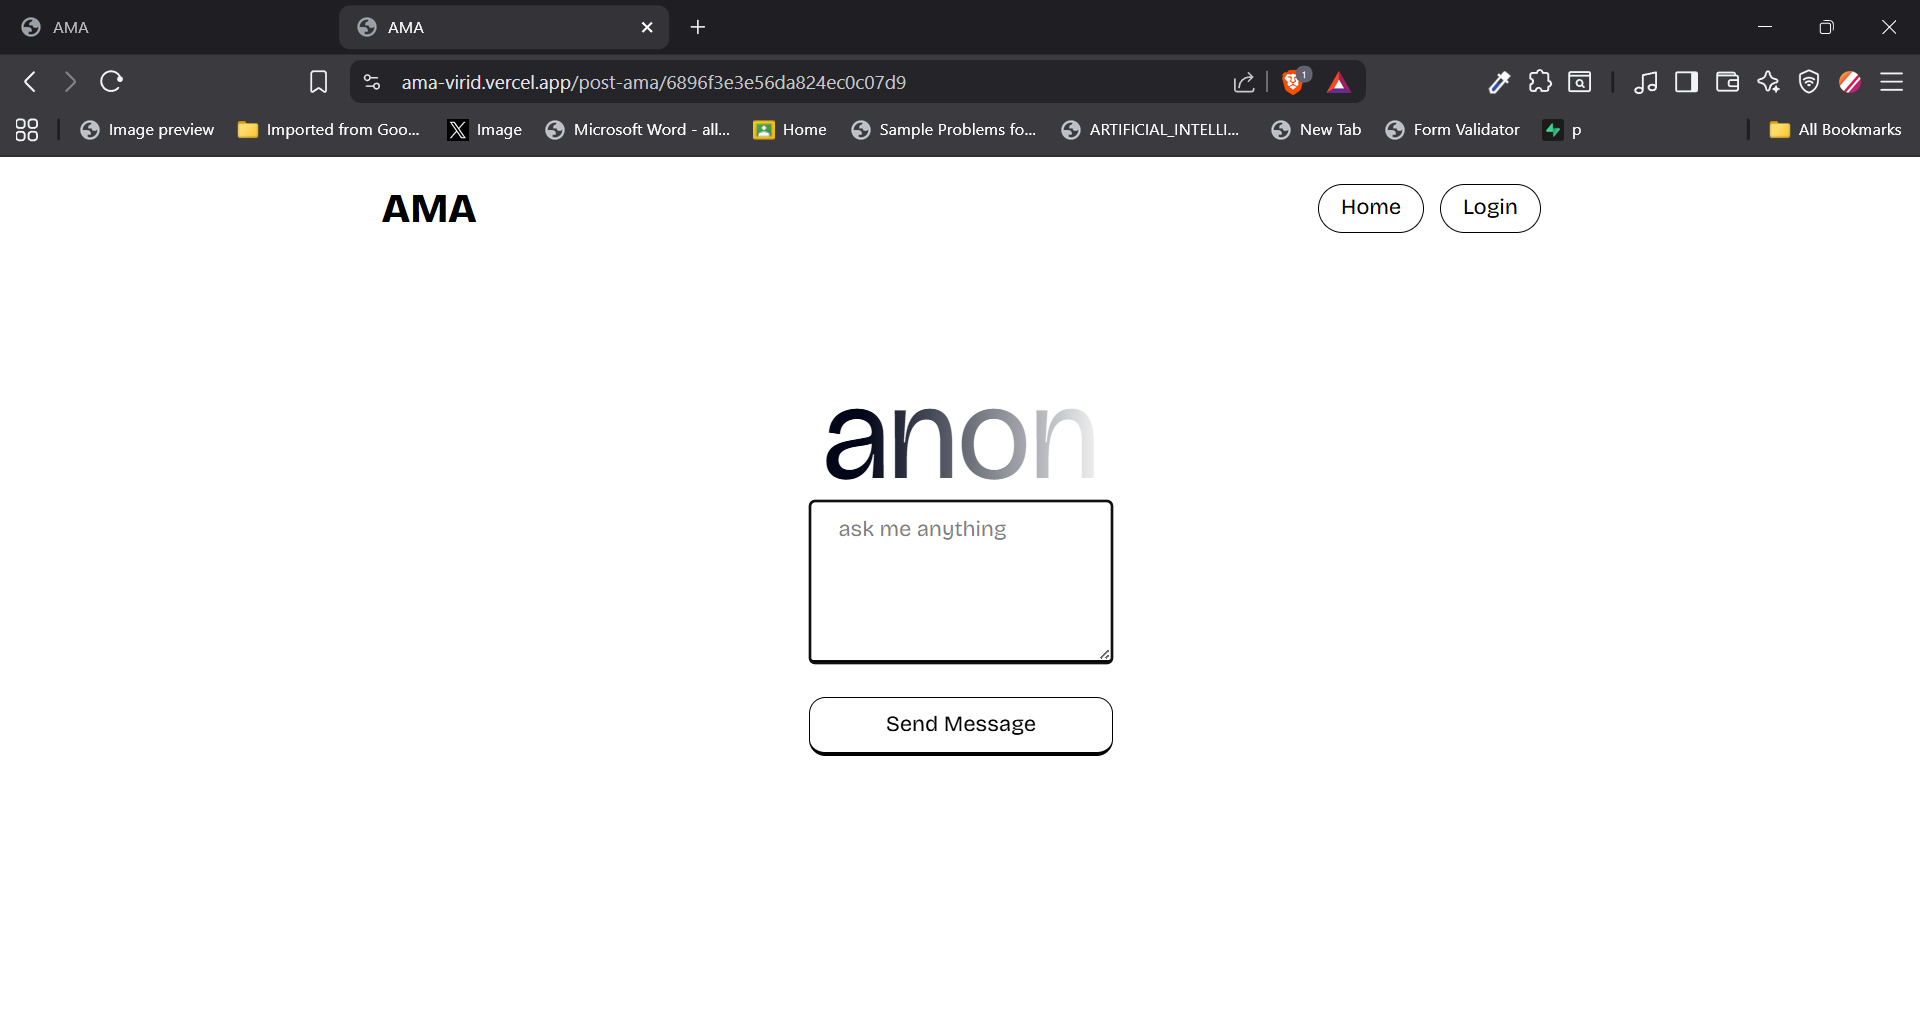 AMA
AMA
ama-virid.vercel.app/post-ama/6896f3e3e56da824ec0c07d9
1
Image preview
Imported from Goo...
Image
Microsoft Word - all...
Home
Sample Problems fo...
ARTIFICIAL_INTELLI...
New Tab
Form Validator
p
All Bookmarks
AMA
Home
Login
anon
ask me anything
Send Message